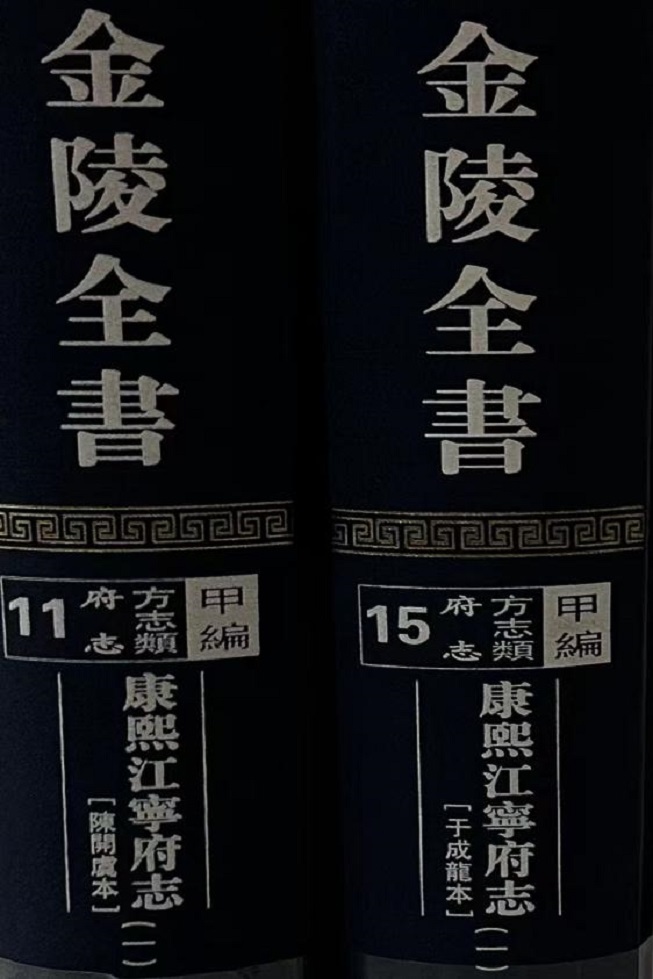 金陵全書
甲編
方志類
府志
11
康熙江寧府志
[陳開虞本]
(一)
金陵全書
甲編
方志類
府志
15
康熙江寧府志
[于成龍本]
(一)